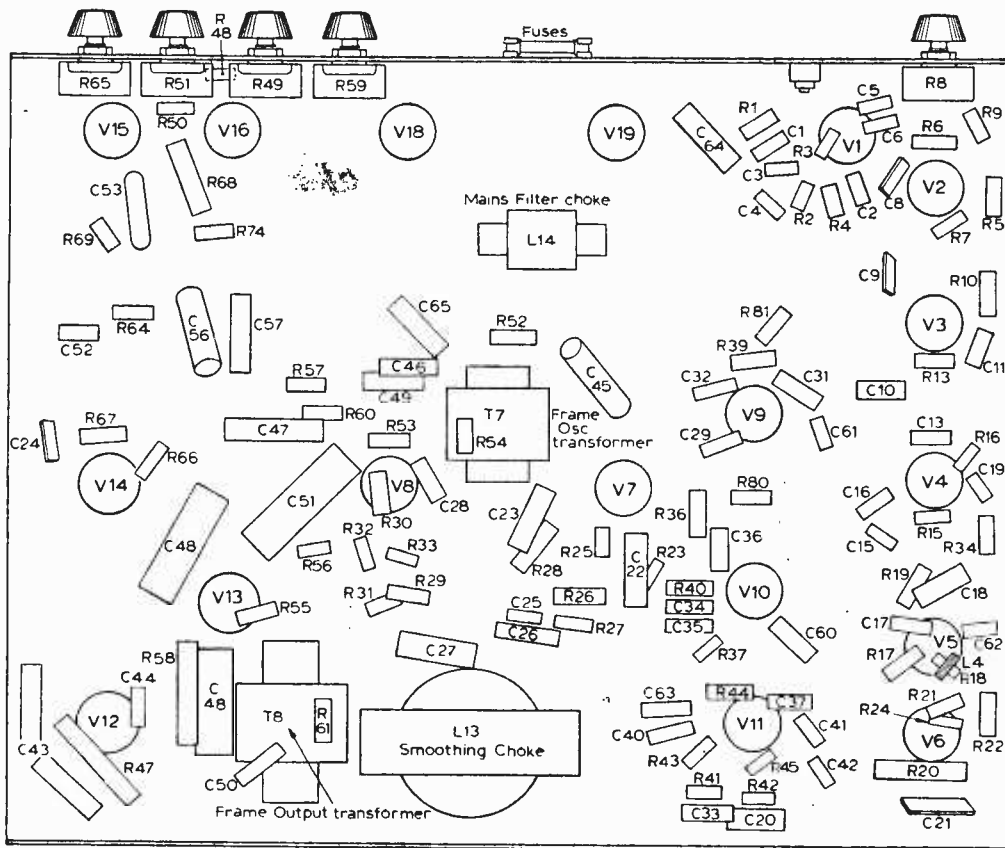 R
48
Fuses
R65
R51
R49
R59
R8
R50
V15
V16
V18
V19
C
64
R1
C1
R3
V1
C5
C6
R6
R9
C3
V2
C8
R5
C4
R2
R4
C2
R7
C53
R68
R69
R74
Mains Filter choke
L14
C9
R10
V3
R13
C11
R64
C52
C
56
C57
C65
R52
R81
R39
C46
C49
C
45
C32
C31
C10
R57
R60
V9
C61
C29
C13
R16
C24
R67
C47
R53
T7
R54
Frame
Osc
transformer
R66
V14
V8
C28
V7
V4
C19
C51
R30
R80
C16
R36
R15
C48
R32
R33
C23
R28
R25
C
22
R23
C36
C15
R34
R56
R31
R29
V13
R55
C25
C26
R26
R27
R40
C34
C35
V10
R19
C18
C60
C17
V5
C62
R37
R17
L4
R18
C27
R58
C44
C
48
V12
T8
R
61
L13
Smoothing Choke
C63
R44
C37
C41
R21
R24
V6
R22
C40
V11
C43
R47
C50
R43
R45
C42
R20
R41
R42
C33
C20
C21
Frame Output transformer